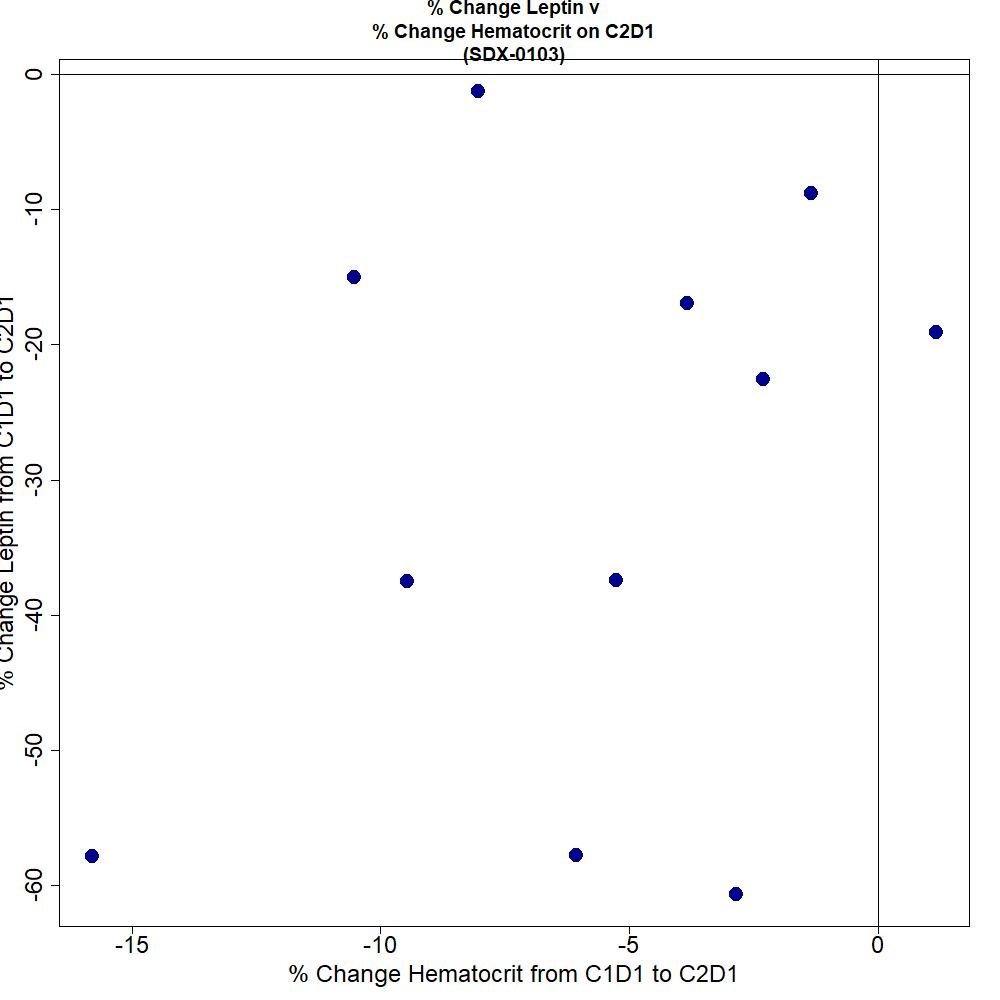 % Change Leptin v
% Change Hematocrit on C2D1
(SDX-0103)
% Change Leptin from C1D1 to C2D1
0
-10
-20
-30
-40
-50
-60
-15
-10
-5
0
% Change Hematocrit from C1D1 to C2D1